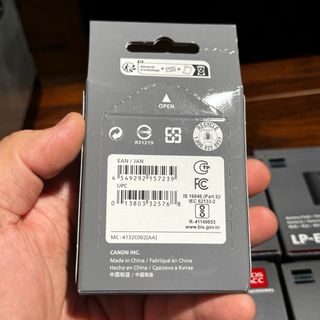 OPEN
R31219
EAN / JAN
4 549292 157239
UPC
0 13803 32576 8
IS 16046 (Part 2)/
IEC 62133-2
R-41149853
www.bis.gov.in
MC-4132C002[AA]
CANON INC.
Made in China / Fabriqué en Chine
Hecho en China / Сделано в Китае
中国制造 / 中國製造
LP-E